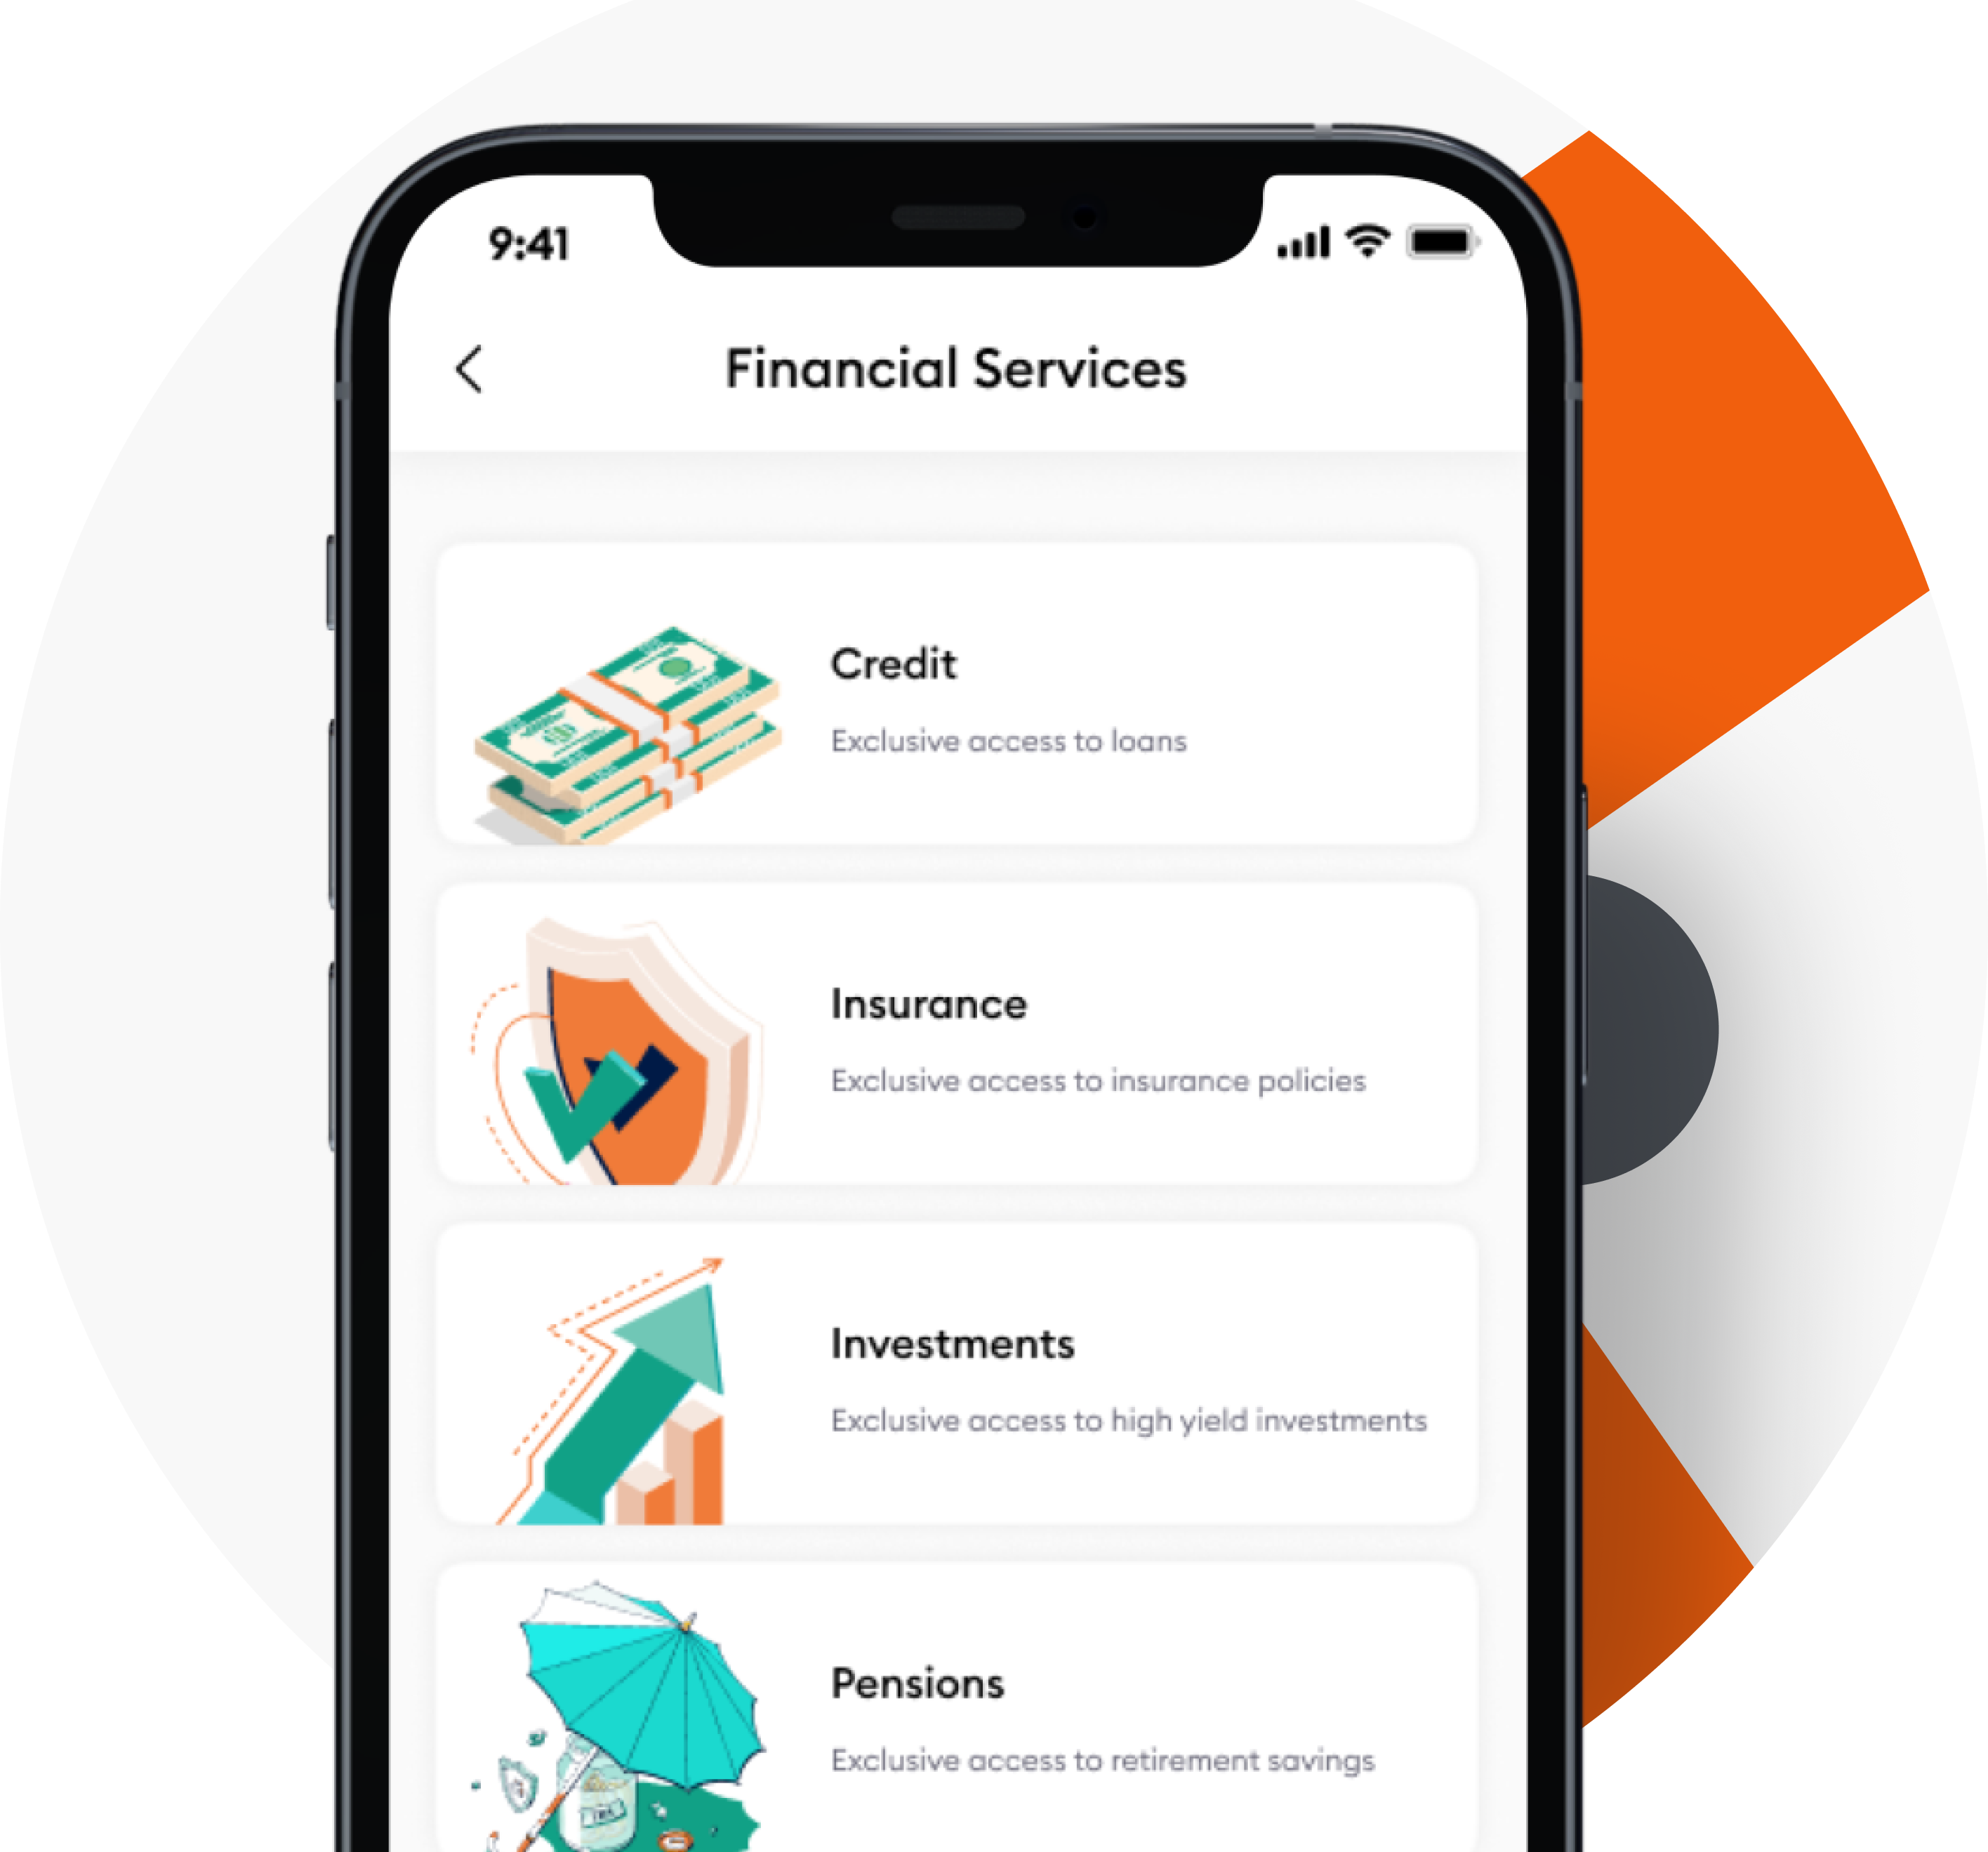 9:41
Financial Services
Credit
Exclusive access to loans
Insurance
Exclusive access to insurance policies
Investments
Exclusive access to high yield investments
Pensions
Exclusive access to retirement savings